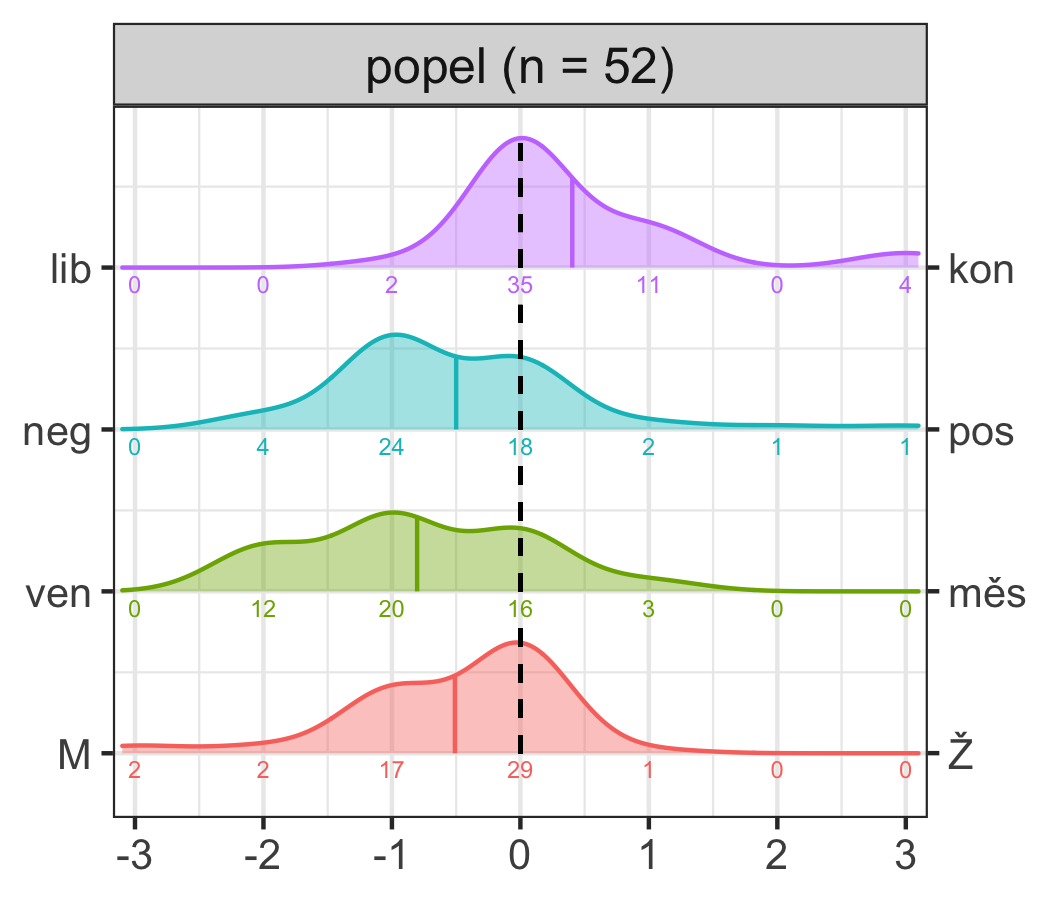 popel (n = 52)
lib kon
0 0 2 35 11 0 4
neg pos
0 4 24 18 2 1 1
ven měs
0 12 20 16 3 0 0
M Ž
2 2 17 29 1 0 0
-3 -2 -1 0 1 2 3